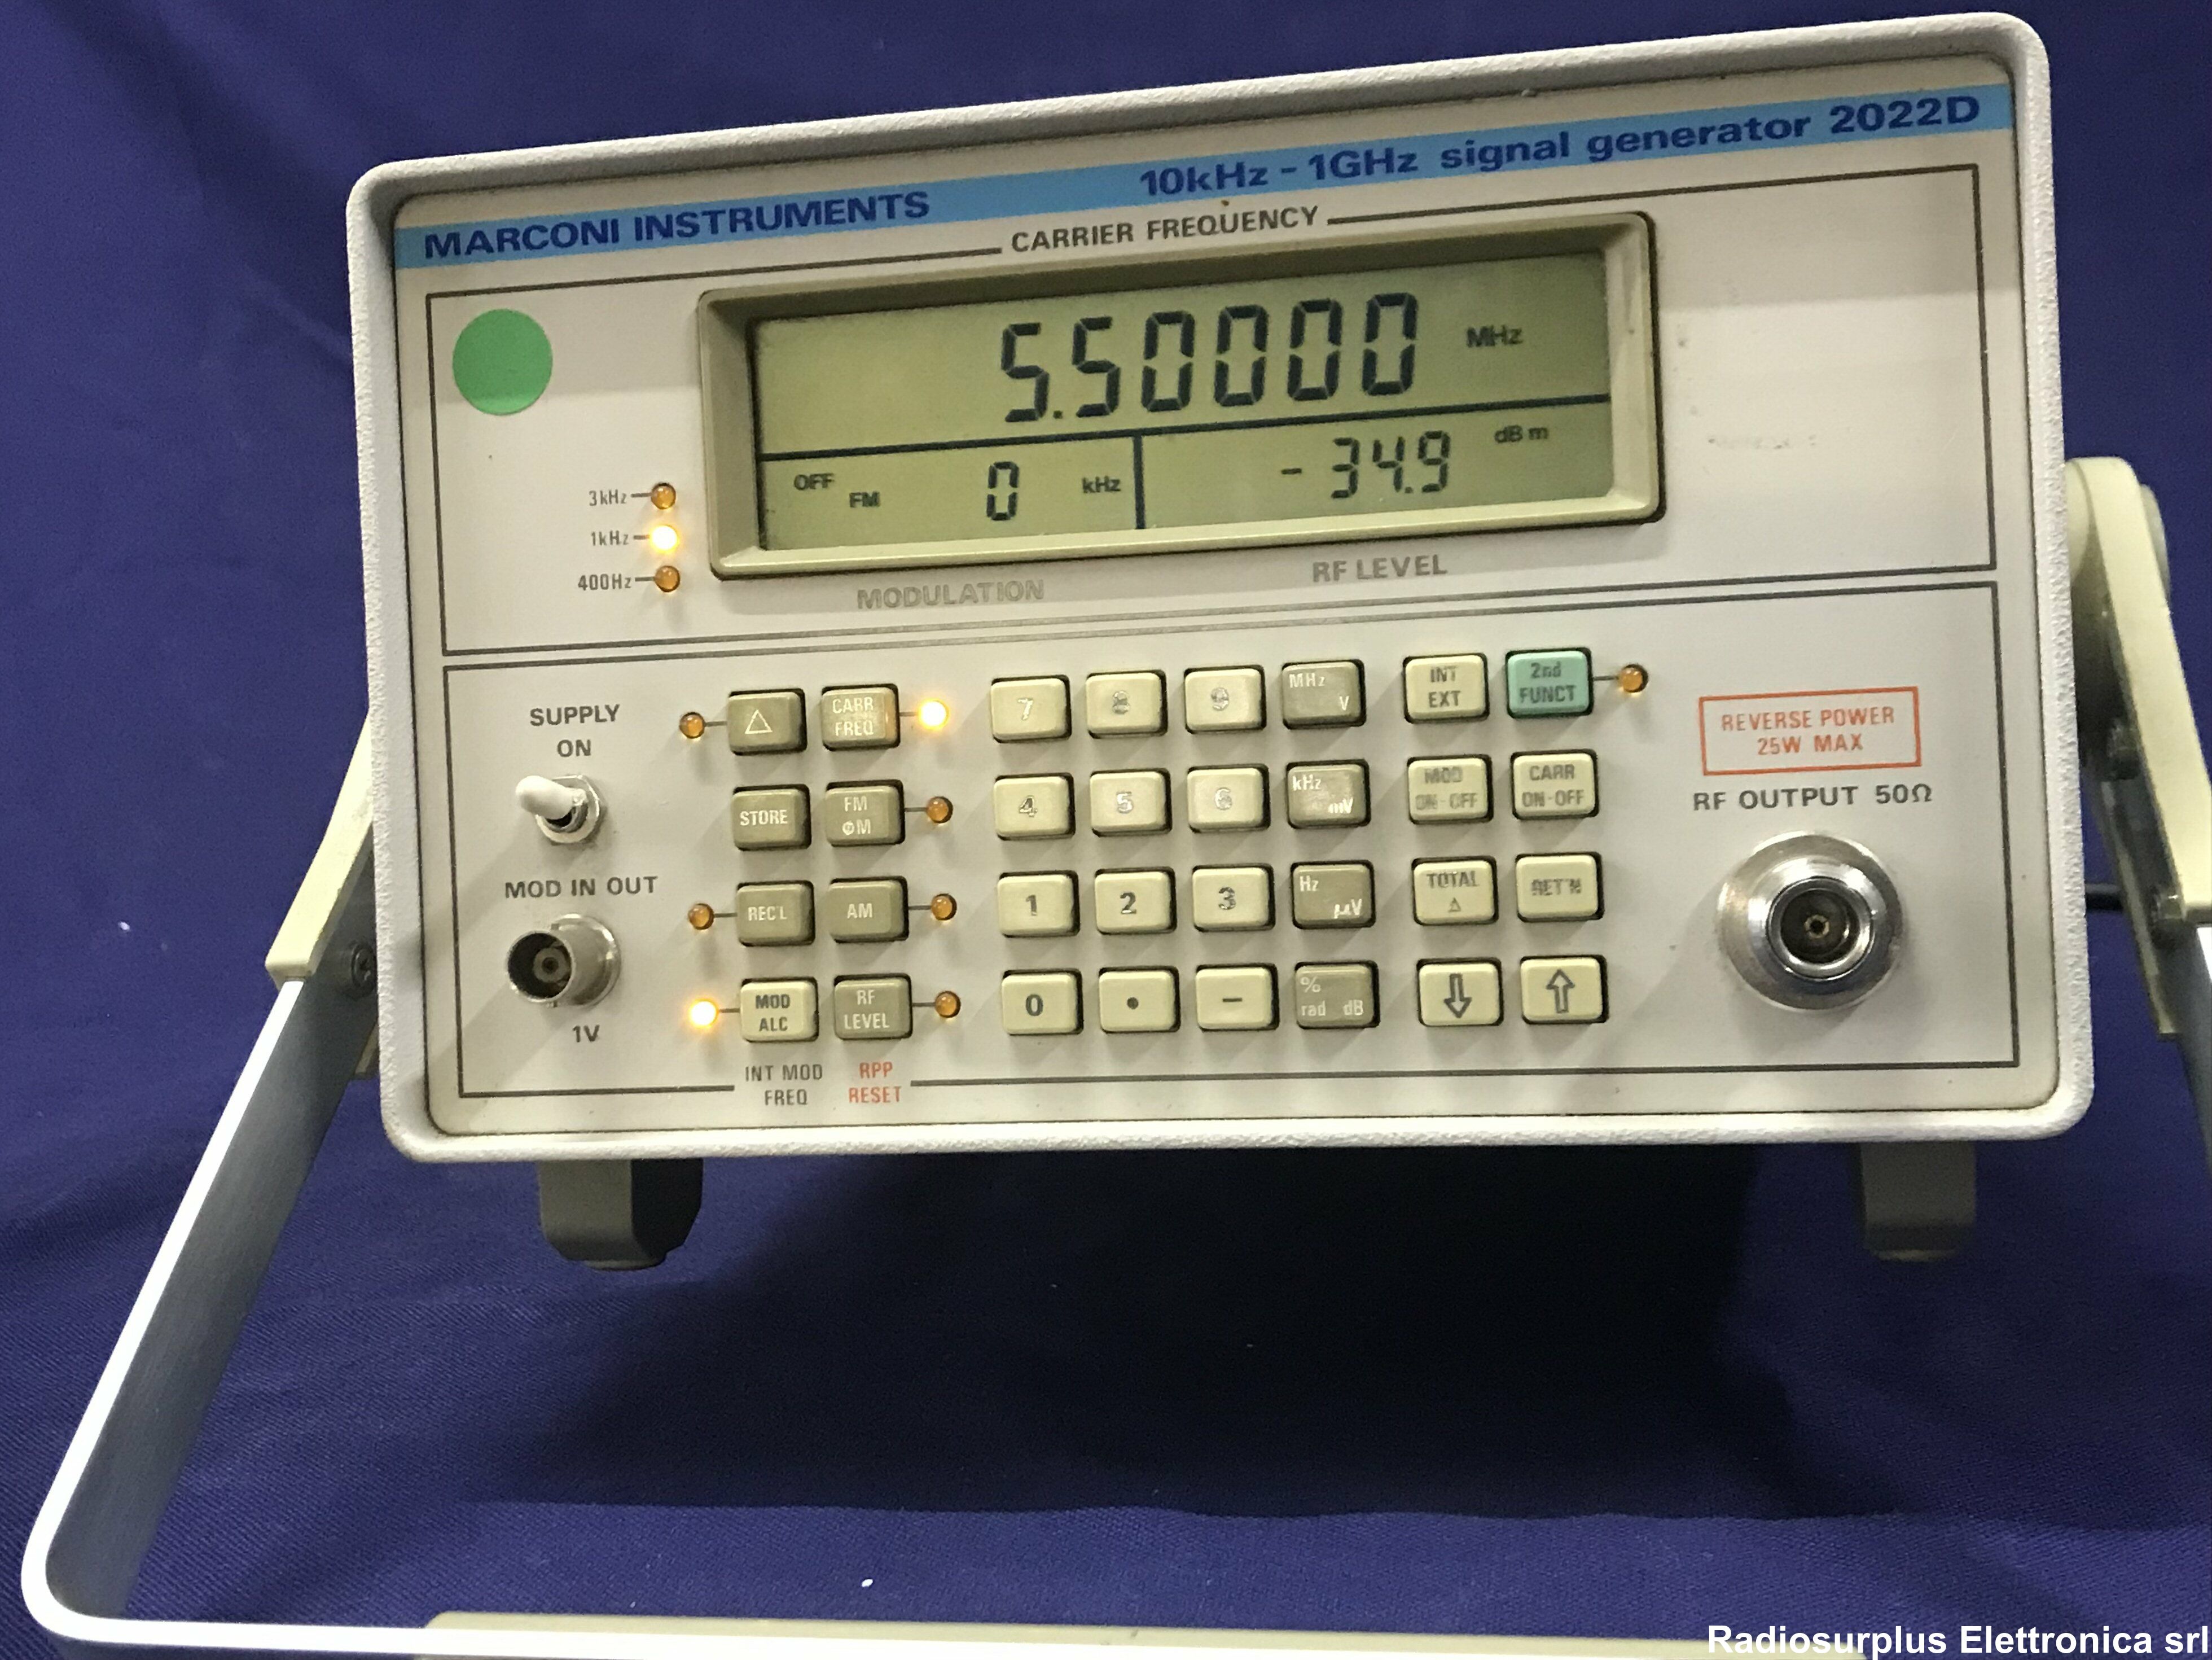 MARCONI INSTRUMENTS 10kHz - 1GHz signal generator 2022D
CARRIER FREQUENCY
5.50000 MHz
OFF FM 0 kHz
- 34.9 dB m
3kHz
1kHz
400Hz
MODULATION
RF LEVEL
SUPPLY
ON
MOD IN OUT
1V
△
CARR
FREQ
STORE
FM
ΦM
RECL
AM
MOD
ALC
RF
LEVEL
INT MOD
FREQ
RPP
RESET
7 8 9 MHz V
4 5 6 kHz mV
1 2 3 Hz µV
0 • − % rad dB
INT
EXT
2nd
FUNCT
MOD
ON-OFF
CARR
ON-OFF
TOTAL
△
RET'N
⇩ ⇧
REVERSE POWER
25W MAX
RF OUTPUT 50Ω
Radiosurplus Elettronica srl